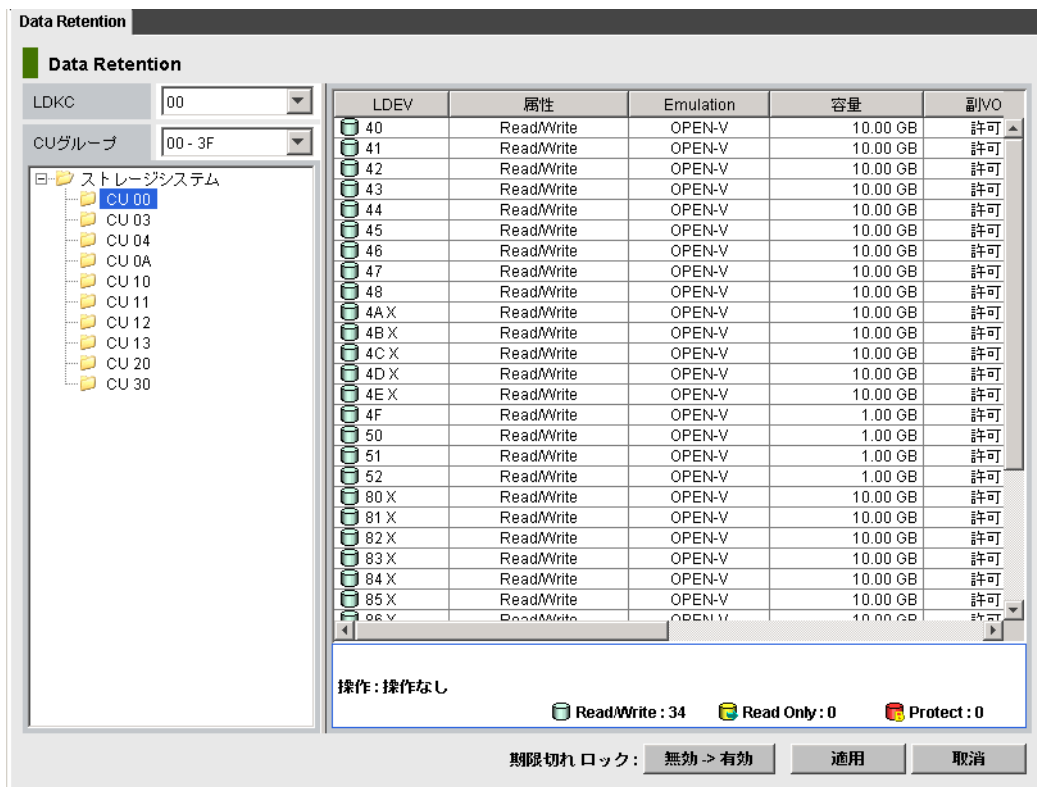 Data Retention
Data Retention
LDKC 00
CUグループ 00 - 3F
ストレージシステム
CU 00
CU 03
CU 04
CU 0A
CU 10
CU 11
CU 12
CU 13
CU 20
CU 30
LDEV 属性 Emulation 容量 副VO
40 Read/Write OPEN-V 10.00 GB 許可
41 Read/Write OPEN-V 10.00 GB 許可
42 Read/Write OPEN-V 10.00 GB 許可
43 Read/Write OPEN-V 10.00 GB 許可
44 Read/Write OPEN-V 10.00 GB 許可
45 Read/Write OPEN-V 10.00 GB 許可
46 Read/Write OPEN-V 10.00 GB 許可
47 Read/Write OPEN-V 10.00 GB 許可
48 Read/Write OPEN-V 10.00 GB 許可
4A X Read/Write OPEN-V 10.00 GB 許可
4B X Read/Write OPEN-V 10.00 GB 許可
4C X Read/Write OPEN-V 10.00 GB 許可
4D X Read/Write OPEN-V 10.00 GB 許可
4E X Read/Write OPEN-V 10.00 GB 許可
4F Read/Write OPEN-V 1.00 GB 許可
50 Read/Write OPEN-V 1.00 GB 許可
51 Read/Write OPEN-V 1.00 GB 許可
52 Read/Write OPEN-V 1.00 GB 許可
80 X Read/Write OPEN-V 10.00 GB 許可
81 X Read/Write OPEN-V 10.00 GB 許可
82 X Read/Write OPEN-V 10.00 GB 許可
83 X Read/Write OPEN-V 10.00 GB 許可
84 X Read/Write OPEN-V 10.00 GB 許可
85 X Read/Write OPEN-V 10.00 GB 許可
86 X Read/Write OPEN-V 10.00 GB 許可
操作 : 操作なし
Read/Write : 34 Read Only : 0 Protect : 0
期限切れ ロック : 無効 -> 有効 適用 取消